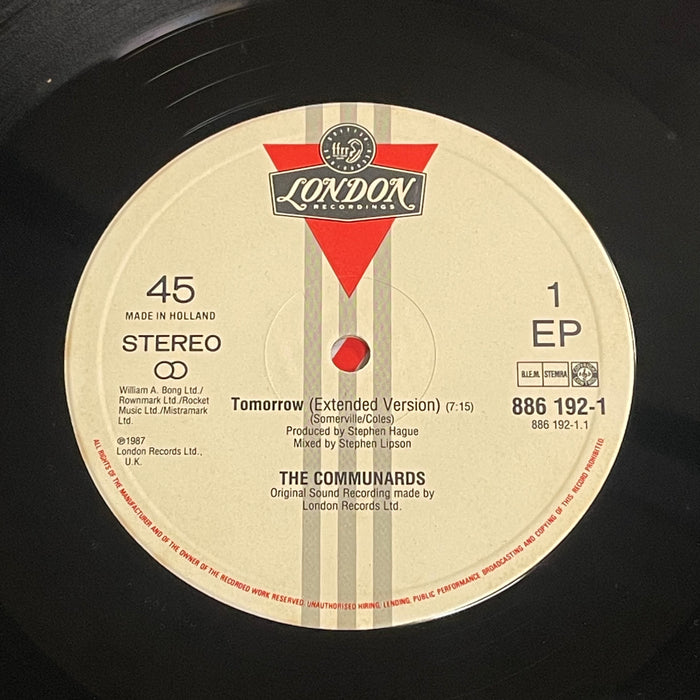 ffrr
LONDON
RECORDINGS
45
MADE IN HOLLAND
STEREO
William A. Bong Ltd./
Rownmark Ltd./Rocket
Music Ltd./Mistramark
Ltd.
℗1987
London Records Ltd.,
U.K.
1
EP
B.I.E.M. STEMRA
886 192-1
886 192-1.1
Tomorrow (Extended Version) (7:15)
(Somerville/Coles)
Produced by Stephen Hague
Mixed by Stephen Lipson
THE COMMUNARDS
Original Sound Recording made by
London Records Ltd.
ALL RIGHTS OF THE MANUFACTURER AND OF THE OWNER OF THE RECORDED WORK RESERVED. UNAUTHORISED HIRING, LENDING, PUBLIC PERFORMANCE, BROADCASTING AND COPYING OF THIS RECORD PROHIBITED.